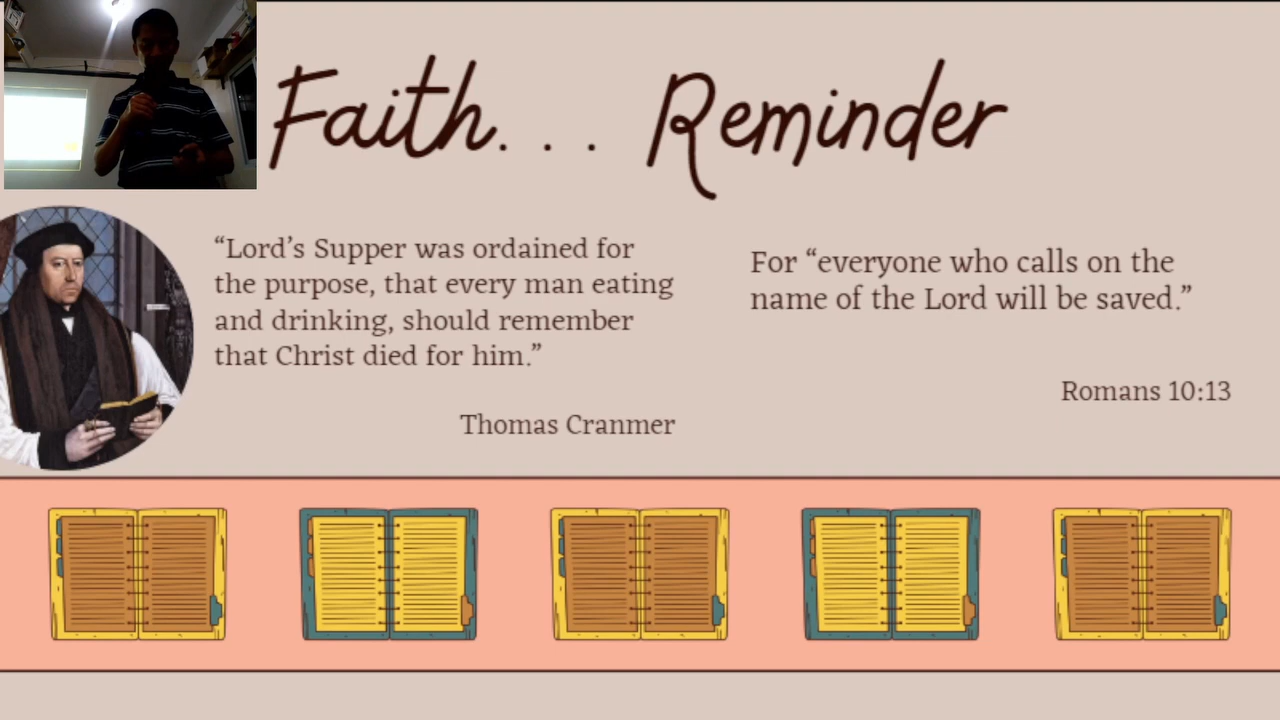 Faith. . . Reminder
“Lord’s Supper was ordained for
the purpose, that every man eating
and drinking, should remember
that Christ died for him.”
Thomas Cranmer
For “everyone who calls on the
name of the Lord will be saved.”
Romans 10:13